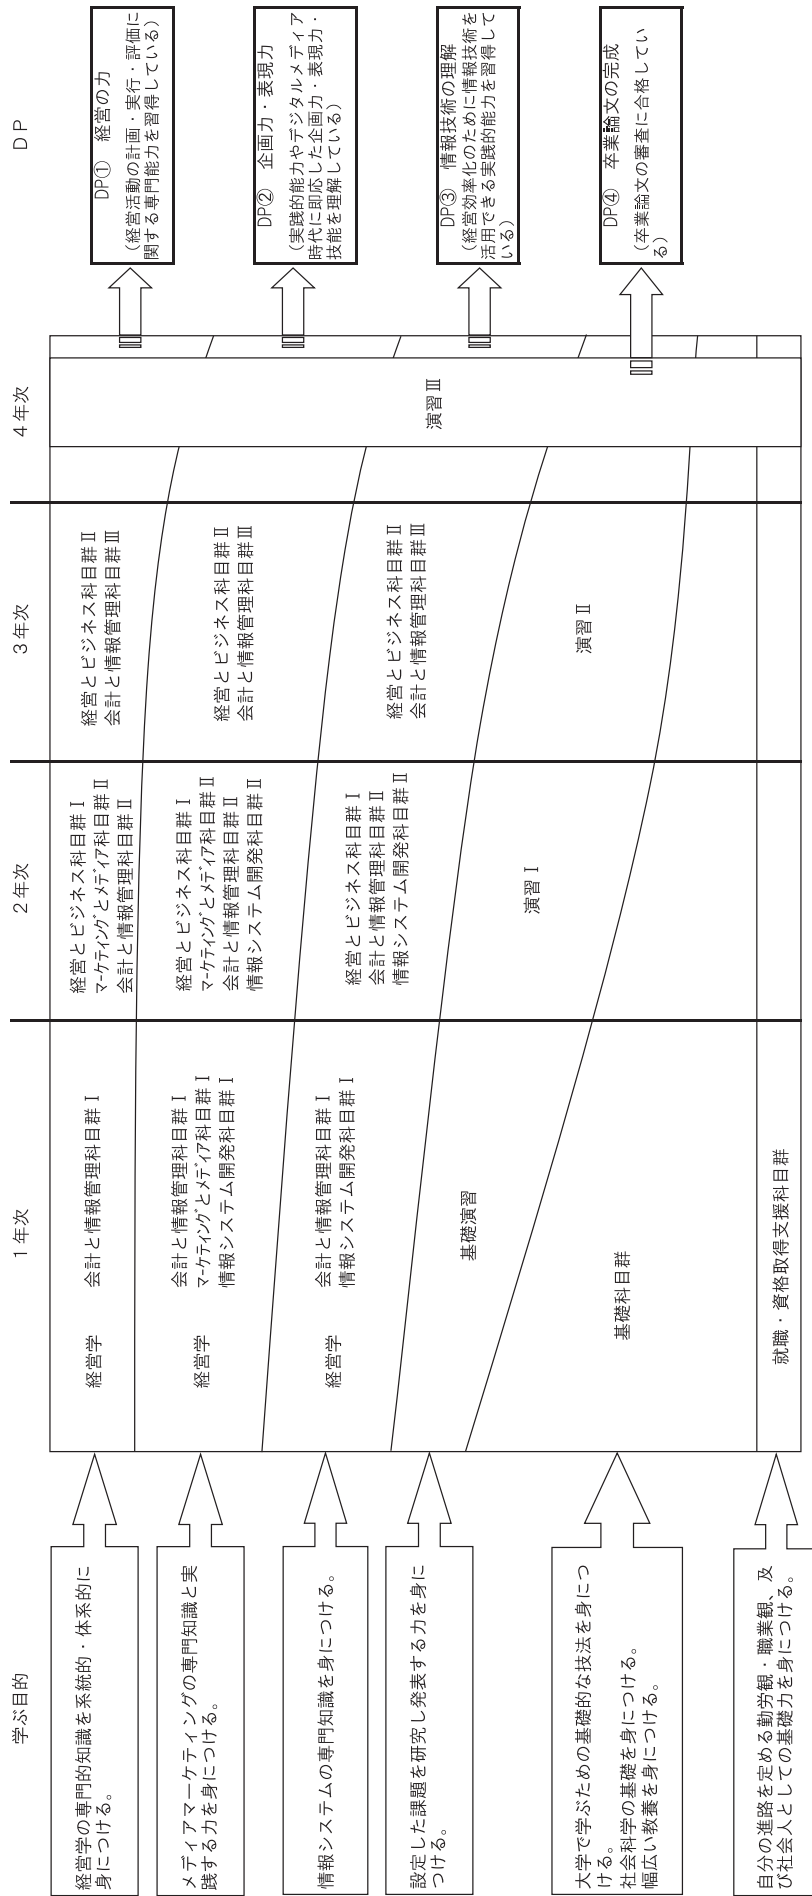 学ぶ目的
1年次
2年次
3年次
4年次
DP
経営学の専門的知識を系統的・体系的に
身につける。
経営学
会計と情報管理科目群Ⅰ
経営とビジネス科目群Ⅰ
マーケティングとメディア科目群Ⅱ
会計と情報管理科目群Ⅱ
経営とビジネス科目群Ⅱ
会計と情報管理科目群Ⅲ
DP① 経営の力
(経営活動の計画・実行・評価に
関する専門能力を習得している)
メディアマーケティングの専門知識と実
践する力を身につける。
経営学
会計と情報管理科目群Ⅰ
マーケティングとメディア科目群Ⅰ
情報システム開発科目群Ⅰ
経営とビジネス科目群Ⅰ
マーケティングとメディア科目群Ⅱ
会計と情報管理科目群Ⅱ
情報システム開発科目群Ⅱ
経営とビジネス科目群Ⅱ
会計と情報管理科目群Ⅲ
DP② 企画力・表現力
(実践的能力やデジタルメディア
時代に即応した企画力・表現力・
技能を理解している)
情報システムの専門知識を身につける。
経営学
会計と情報管理科目群Ⅰ
情報システム開発科目群Ⅰ
経営とビジネス科目群Ⅰ
会計と情報管理科目群Ⅱ
情報システム開発科目群Ⅱ
経営とビジネス科目群Ⅱ
会計と情報管理科目群Ⅲ
DP③ 情報技術の理解
(経営効率化のために情報技術を
活用できる実践的能力を習得して
いる)
設定した課題を研究し発表する力を身に
つける。
基礎演習
演習Ⅰ
演習Ⅱ
演習Ⅲ
DP④ 卒業論文の完成
(卒業論文の審査に合格してい
る)
大学で学ぶための基礎的な技法を身につ
ける。
社会科学の基礎を身につける。
幅広い教養を身につける。
基礎科目群
自分の進路を定める勤労観・職業観、及
び社会人としての基礎力を身につける。
就職・資格取得支援科目群